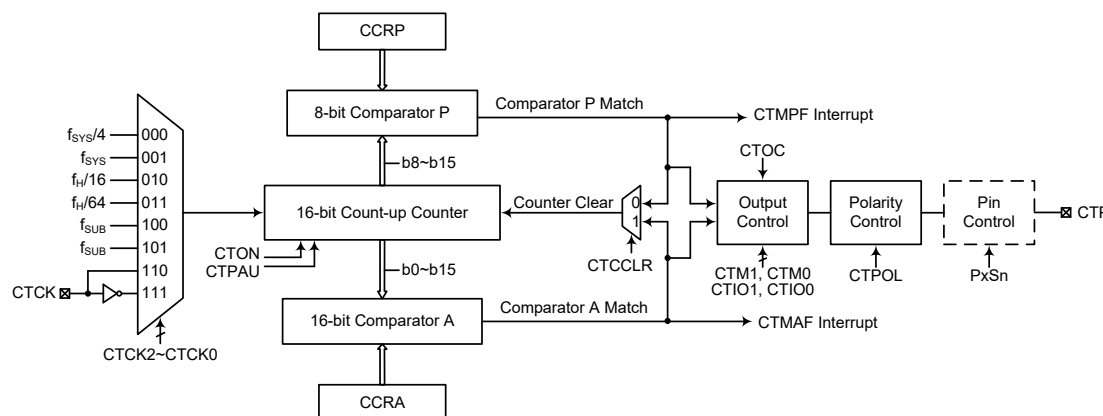 CCRP
8-bit Comparator P
Comparator P Match
CTMPF Interrupt
fSYS/4
000
fSYS
001
fH/16
010
fH/64
011
fSUB
100
fSUB
101
110
CTCK
111
CTCK2~CTCK0
b8~b15
16-bit Count-up Counter
CTON
CTPAU
b0~b15
Counter Clear
0
1
CTCCLR
CTOC
Output
Control
CTM1, CTM0
CTIO1, CTIO0
Polarity
Control
CTPOL
Pin
Control
PxSn
16-bit Comparator A
Comparator A Match
CTMAF Interrupt
CCRA